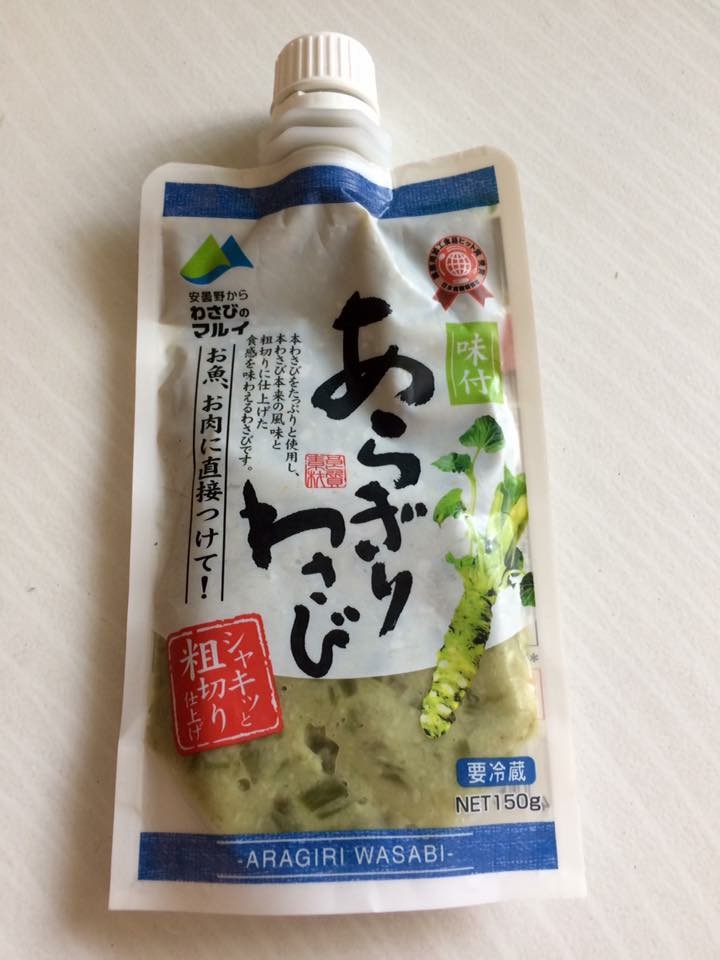 安曇野から
わさびの
マルイ
味付
あらぎり
わさび
本わさびをたっぷりと使用し、
本わさび本来の風味と
粗切りに仕上げた
食感を味わえるわさびです。
お魚、お肉に直接つけて！
シャキッと
粗切り
仕上げ
要冷蔵
NET150g
-ARAGIRI WASABI-